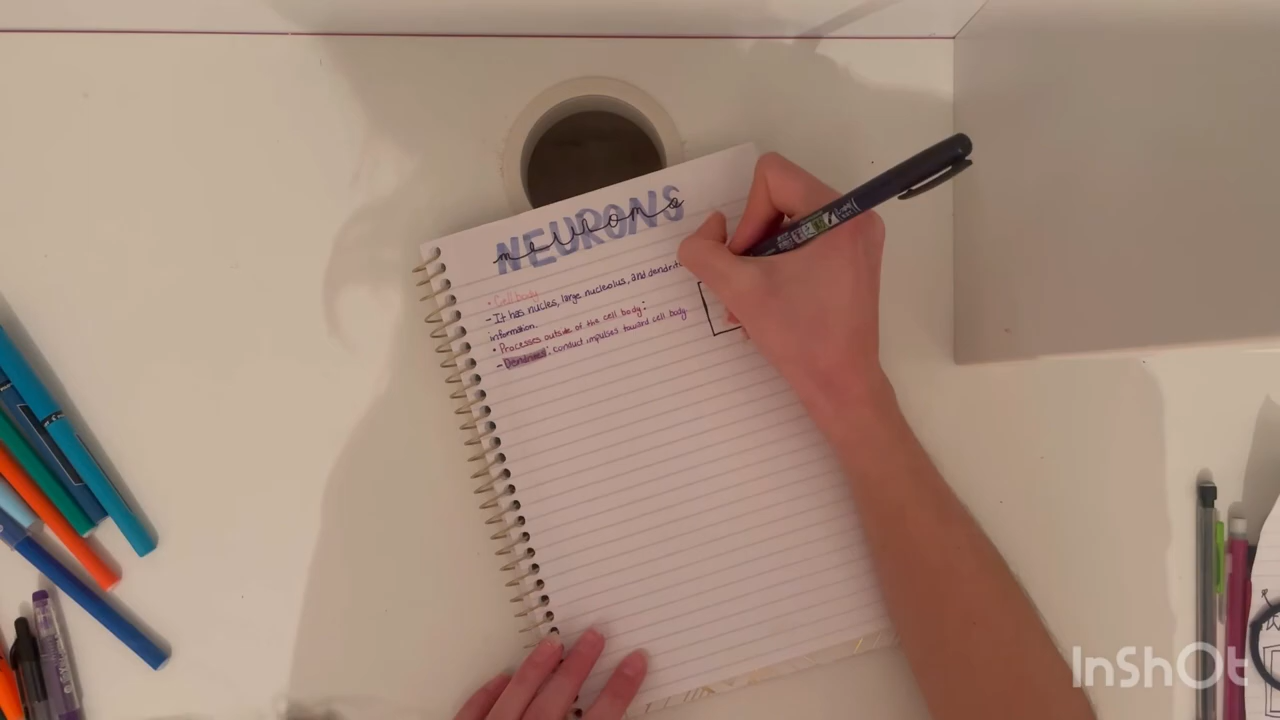 NEURONS
neurons
• Cell body
- It has nucles, large nucleolus, and dendrite
information.
• Processes outside of the cell body:
- Dendrites: conduct impulses toward cell body
InShOt